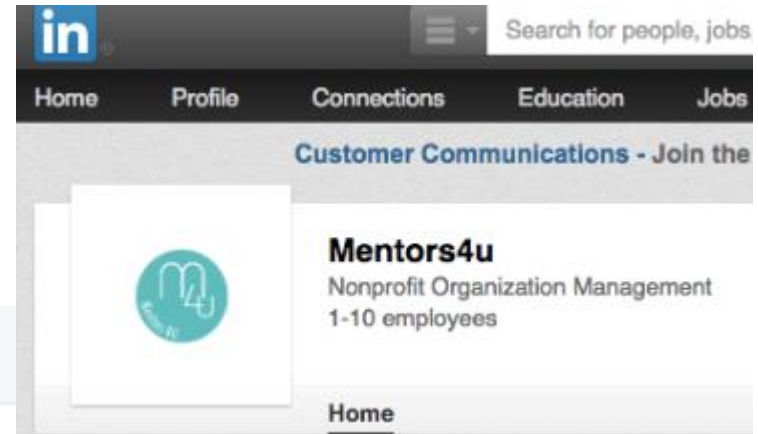 in
Search for people, jobs
Home Profile Connections Education Jobs
Customer Communications - Join the
M4U
Mentors4u
Nonprofit Organization Management
1-10 employees
Home